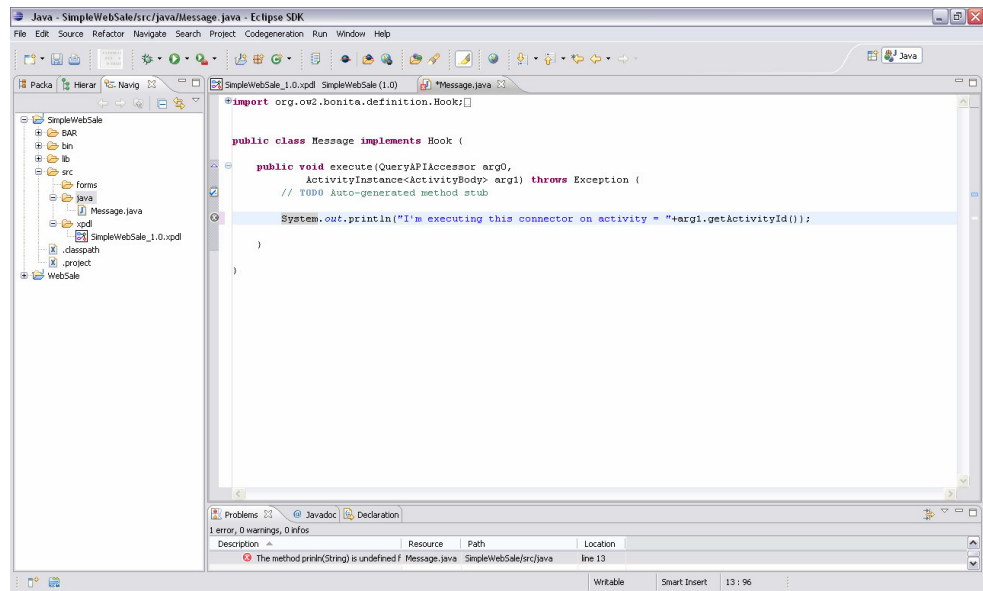 Java - SimpleWebSale/src/java/Message.java - Eclipse SDK
File Edit Source Refactor Navigate Search Project Codegeneration Run Window Help
Java
Packa Hierar Navig
SimpleWebSale_1.0.xpdl SimpleWebSale (1.0) *Message.java
SimpleWebSale
BAR
bin
lib
src
forms
java
Message.java
xpdl
SimpleWebSale_1.0.xpdl
.classpath
.project
WebSale
import org.ow2.bonita.definition.Hook;
public class Message implements Hook {
public void execute(QueryAPIAccessor arg0,
ActivityInstance<ActivityBody> arg1) throws Exception {
// TODO Auto-generated method stub
System.out.println("I'm executing this connector on activity = "+arg1.getActivityId());
}
}
Problems Javadoc Declaration
1 error, 0 warnings, 0 infos
Description Resource Path Location
The method prinln(String) is undefined f Message.java SimpleWebSale/src/java line 13
Writable Smart Insert 13 : 96